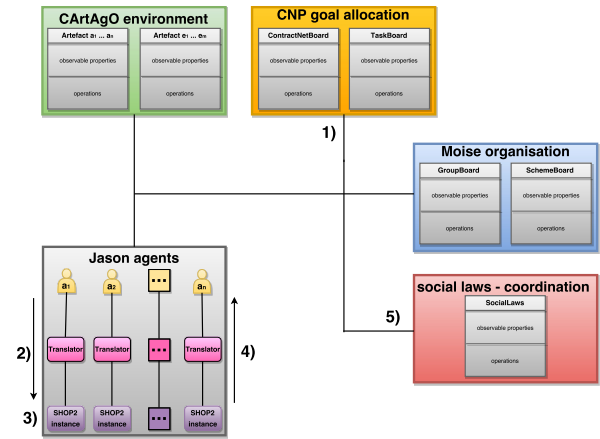 CArtAgO environment
Artefact a₁ ... aₙ
observable properties
operations
Artefact e₁ ... eₘ
observable properties
operations
CNP goal allocation
ContractNetBoard
observable properties
operations
TaskBoard
observable properties
operations
1)
Moise organisation
GroupBoard
observable properties
operations
SchemeBoard
observable properties
operations
Jason agents
a₁
a₂
...
aₙ
2)
Translator
Translator
...
Translator
4)
3)
SHOP2
instance
SHOP2
instance
...
SHOP2
instance
5)
social laws - coordination
SocialLaws
observable properties
operations